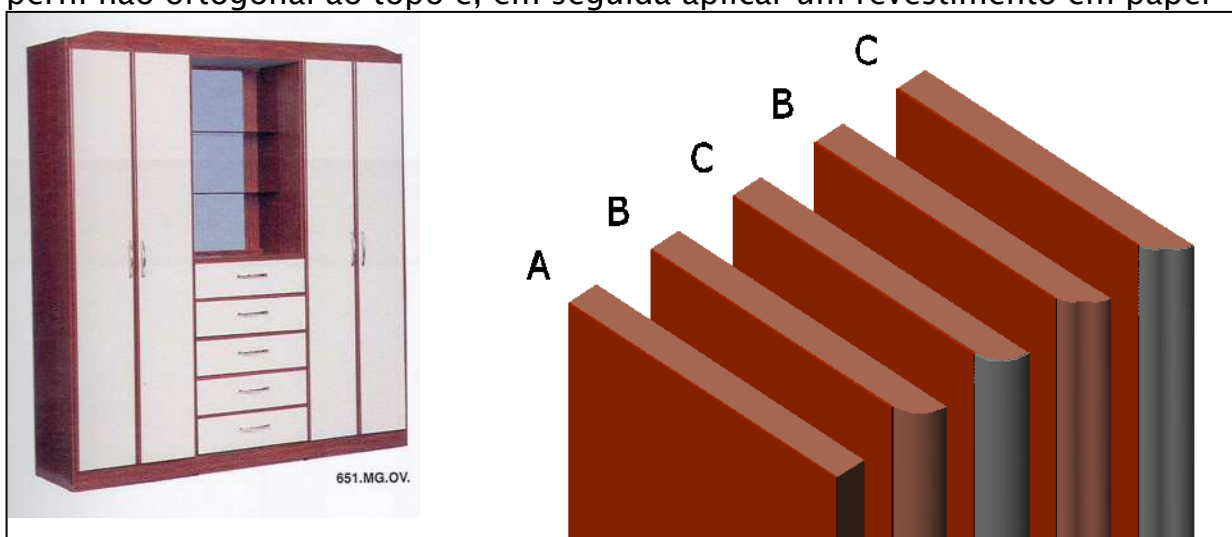 perfil não ortogonal ao topo e, em seguida aplicar um revestimento em papel
C
B
C
B
A
651.MG.OV.